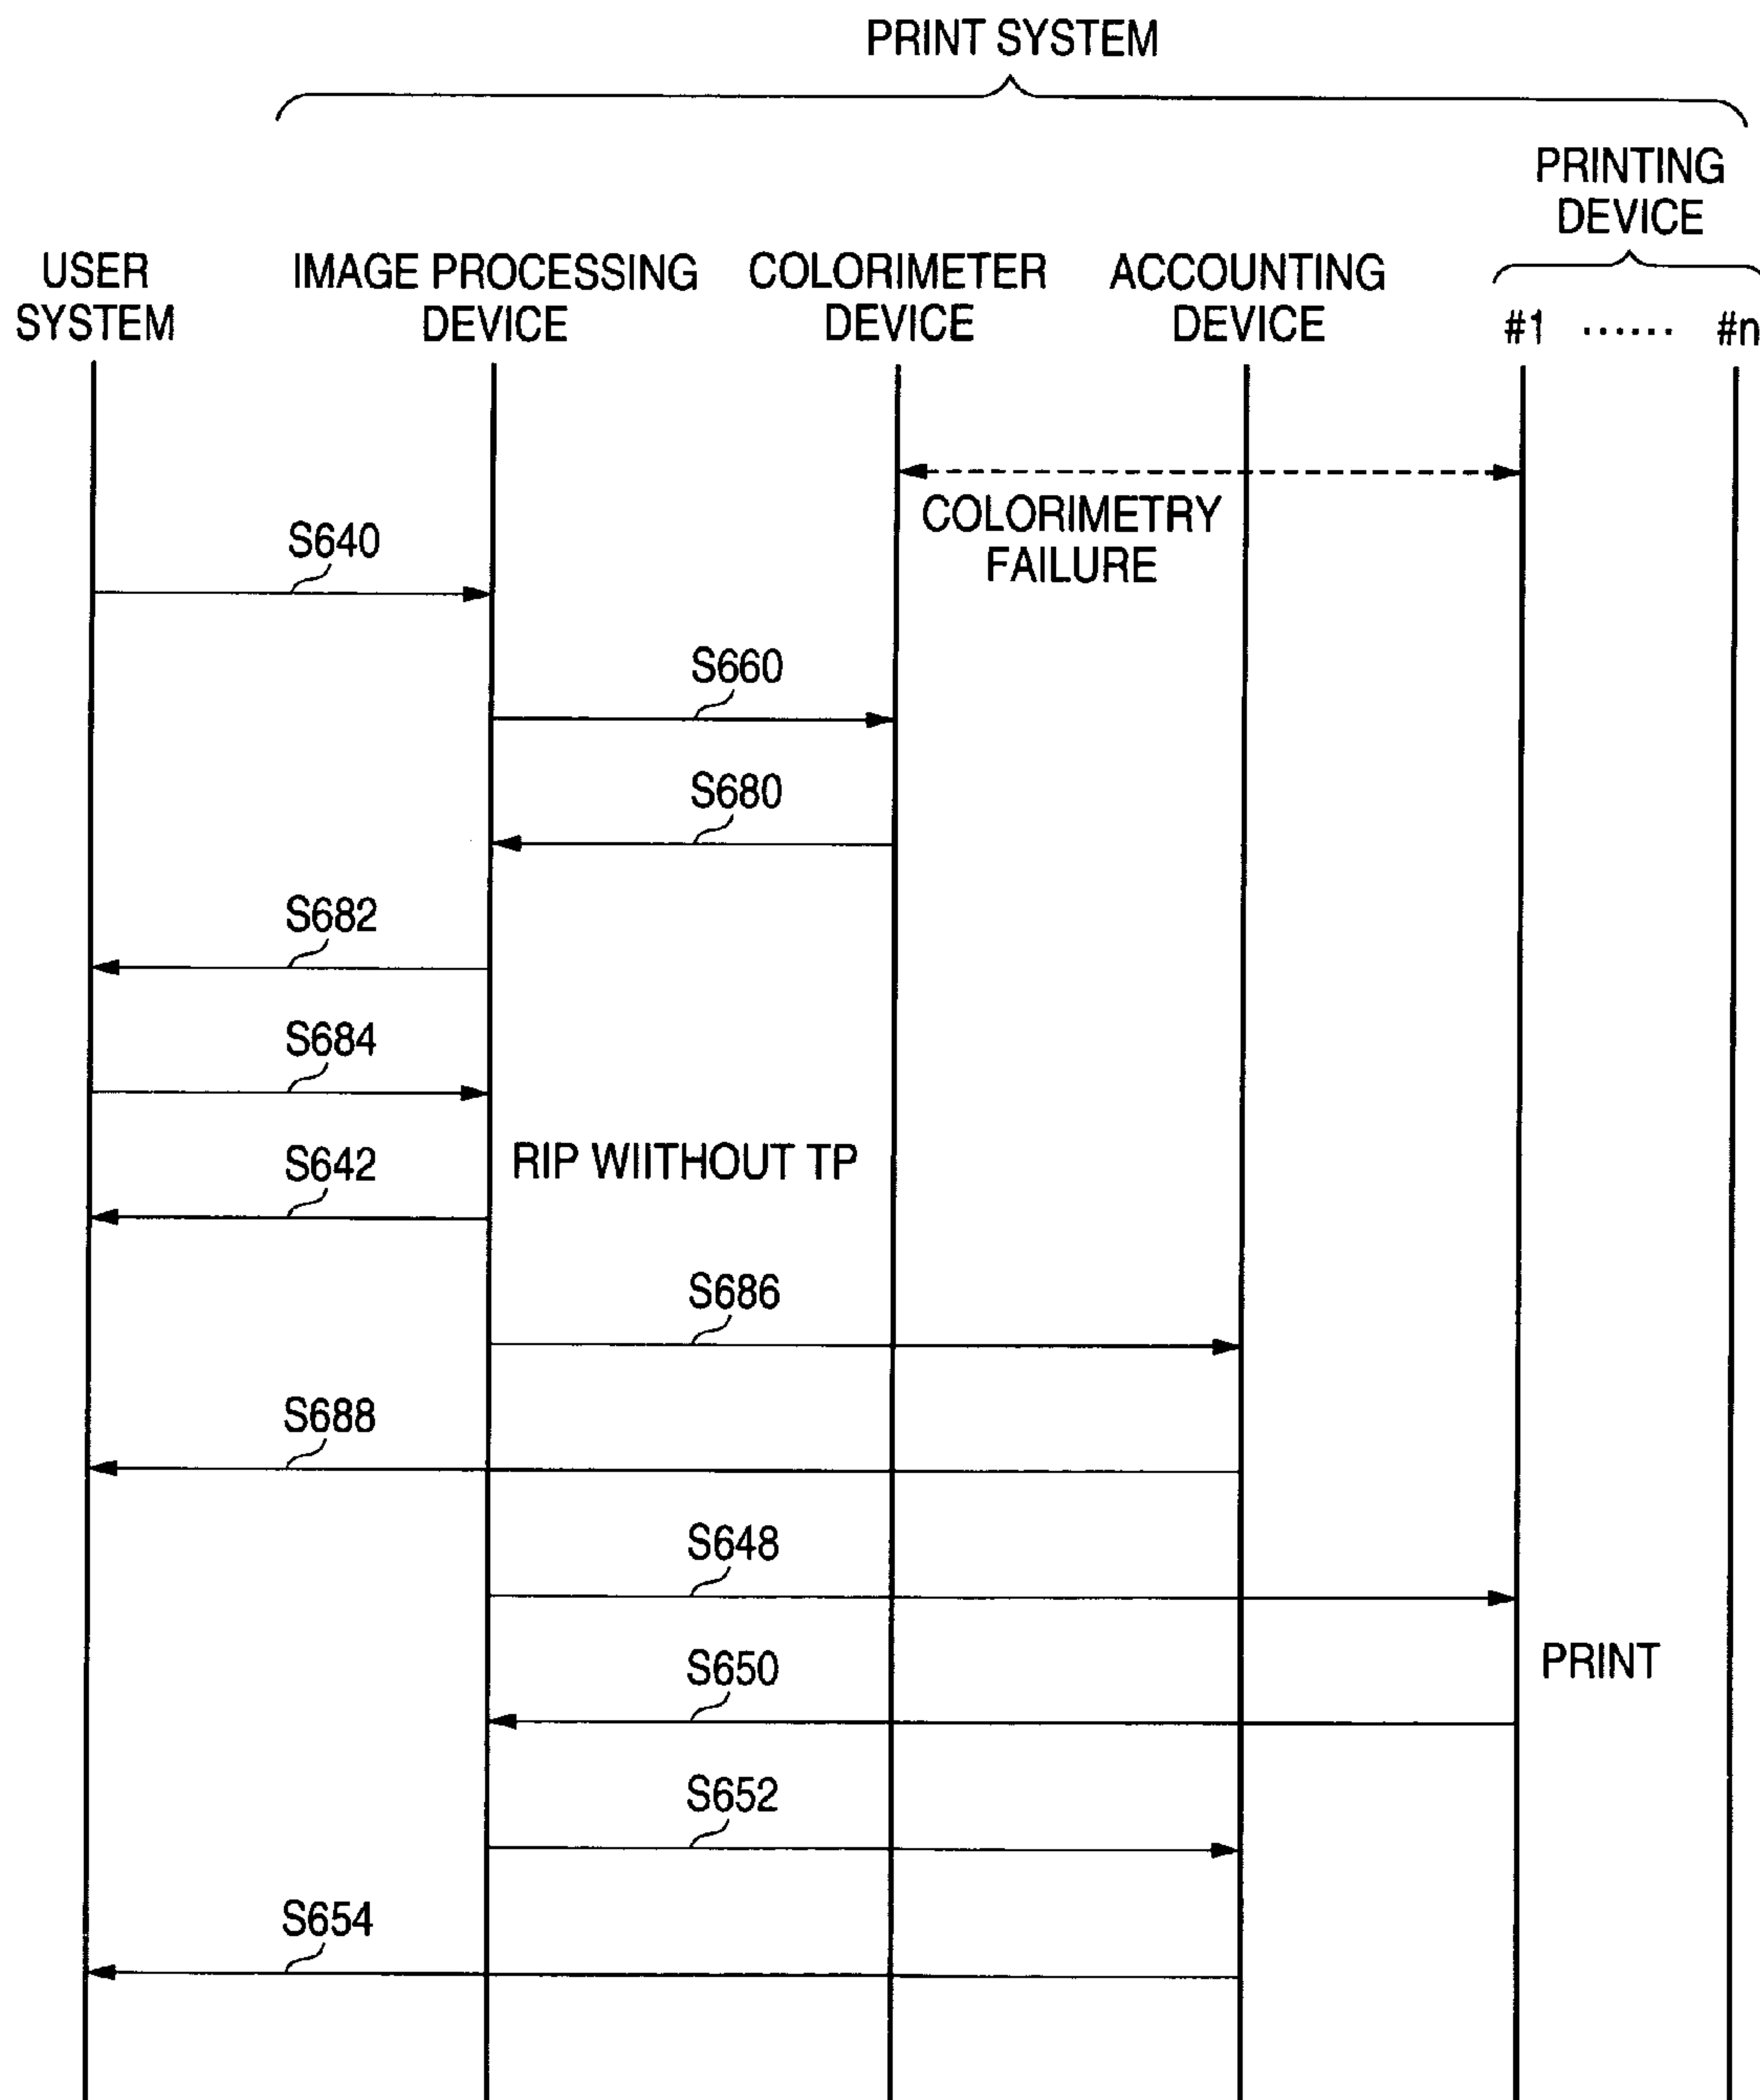 PRINT SYSTEM
PRINTING
DEVICE
USER
SYSTEM
IMAGE PROCESSING
DEVICE
COLORIMETER
DEVICE
ACCOUNTING
DEVICE
#1 ...... #n
COLORIMETRY
FAILURE
S640
S660
S680
S682
S684
RIP WIITHOUT TP
S642
S686
S688
S648
PRINT
S650
S652
S654